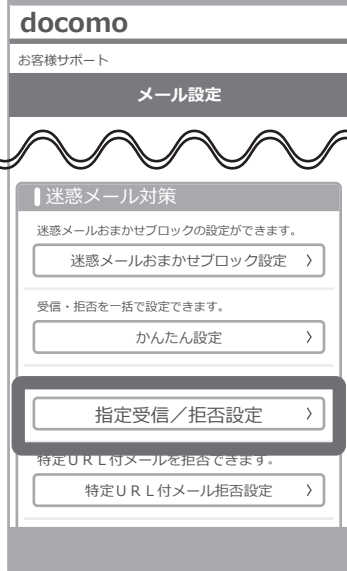 docomo
お客様サポート
メール設定
迷惑メール対策
迷惑メールおまかせブロックの設定ができます。
迷惑メールおまかせブロック設定
受信・拒否を一括で設定できます。
かんたん設定
指定受信／拒否設定
特定ＵＲＬ付メールを拒否できます。
特定ＵＲＬ付メール拒否設定